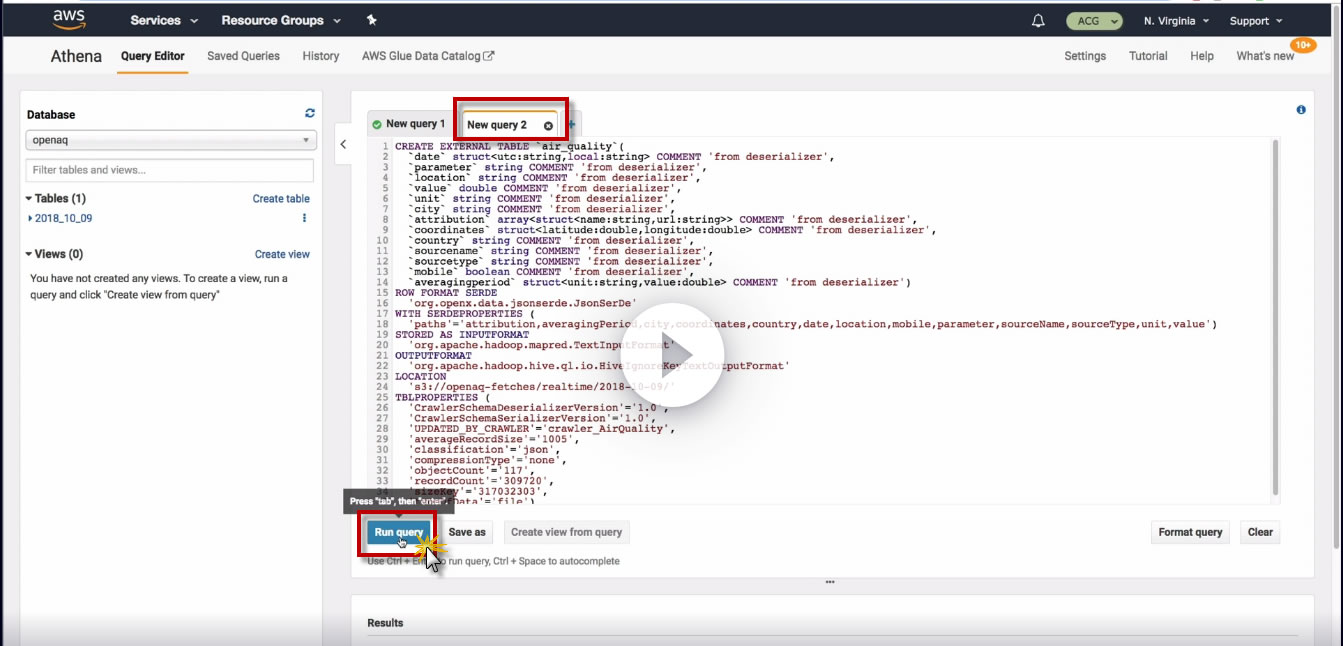 aws
Services
Resource Groups
ACG
N. Virginia
Support
Athena
Query Editor
Saved Queries
History
AWS Glue Data Catalog
Settings
Tutorial
Help
What's new
10+
Database
openaq
Filter tables and views...
Tables (1)
Create table
2018_10_09
Views (0)
Create view
You have not created any views. To create a view, run a
query and click "Create view from query"
New query 1
New query 2
1 CREATE EXTERNAL TABLE `air_quality`(
2 `date` struct<utc:string,local:string> COMMENT 'from deserializer',
3 `parameter` string COMMENT 'from deserializer',
4 `location` string COMMENT 'from deserializer',
5 `value` double COMMENT 'from deserializer',
6 `unit` string COMMENT 'from deserializer',
7 `city` string COMMENT 'from deserializer',
8 `attribution` array<struct<name:string,url:string>> COMMENT 'from deserializer',
9 `coordinates` struct<latitude:double,longitude:double> COMMENT 'from deserializer',
10 `country` string COMMENT 'from deserializer',
11 `sourcename` string COMMENT 'from deserializer',
12 `sourcetype` string COMMENT 'from deserializer',
13 `mobile` boolean COMMENT 'from deserializer',
14 `averagingperiod` struct<unit:string,value:double> COMMENT 'from deserializer')
15 ROW FORMAT SERDE
16 'org.openx.data.jsonserde.JsonSerDe'
17 WITH SERDEPROPERTIES (
18 'paths'='attribution,averagingPeriod,city,coordinates,country,date,location,mobile,parameter,sourceName,sourceType,unit,value')
19 STORED AS INPUTFORMAT
20 'org.apache.hadoop.mapred.TextInputFormat'
21 OUTPUTFORMAT
22 'org.apache.hadoop.hive.ql.io.HiveIgnoreKeyTextOutputFormat'
23 LOCATION
24 's3://openaq-fetches/realtime/2018-10-09/'
25 TBLPROPERTIES (
26 'CrawlerSchemaDeserializerVersion'='1.0',
27 'CrawlerSchemaSerializerVersion'='1.0',
28 'UPDATED_BY_CRAWLER'='crawler_AirQuality',
29 'averageRecordSize'='1005',
30 'classification'='json',
31 'compressionType'='none',
32 'objectCount'='117',
33 'recordCount'='309720',
34 'sizeKey'='317032303',
'='file')
Press "tab", then "enter".
Run query
Save as
Create view from query
Format query
Clear
Use Ctrl + Enter to run query, Ctrl + Space to autocomplete
Results